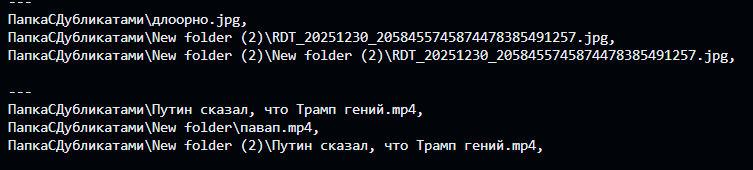 ---
ПапкаСДубликатами\длоорно.jpg,
ПапкаСДубликатами\New folder (2)\RDT_20251230_2058455745874478385491257.jpg,
ПапкаСДубликатами\New folder (2)\New folder (2)\RDT_20251230_2058455745874478385491257.jpg,
---
ПапкаСДубликатами\Путин сказал, что Трамп гений.mp4,
ПапкаСДубликатами\New folder\павап.mp4,
ПапкаСДубликатами\New folder (2)\Путин сказал, что Трамп гений.mp4,